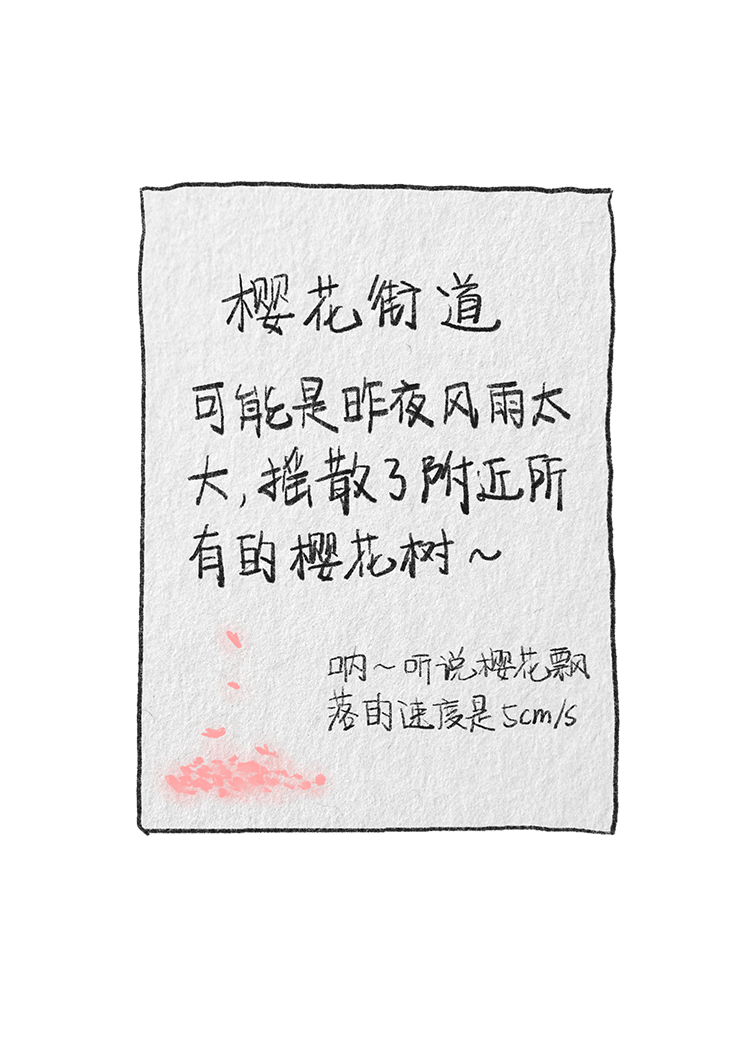 樱花街道
可能是昨夜风雨太
大,摇散了附近所
有的樱花树~
呐~听说樱花飘
落的速度是5cm/s